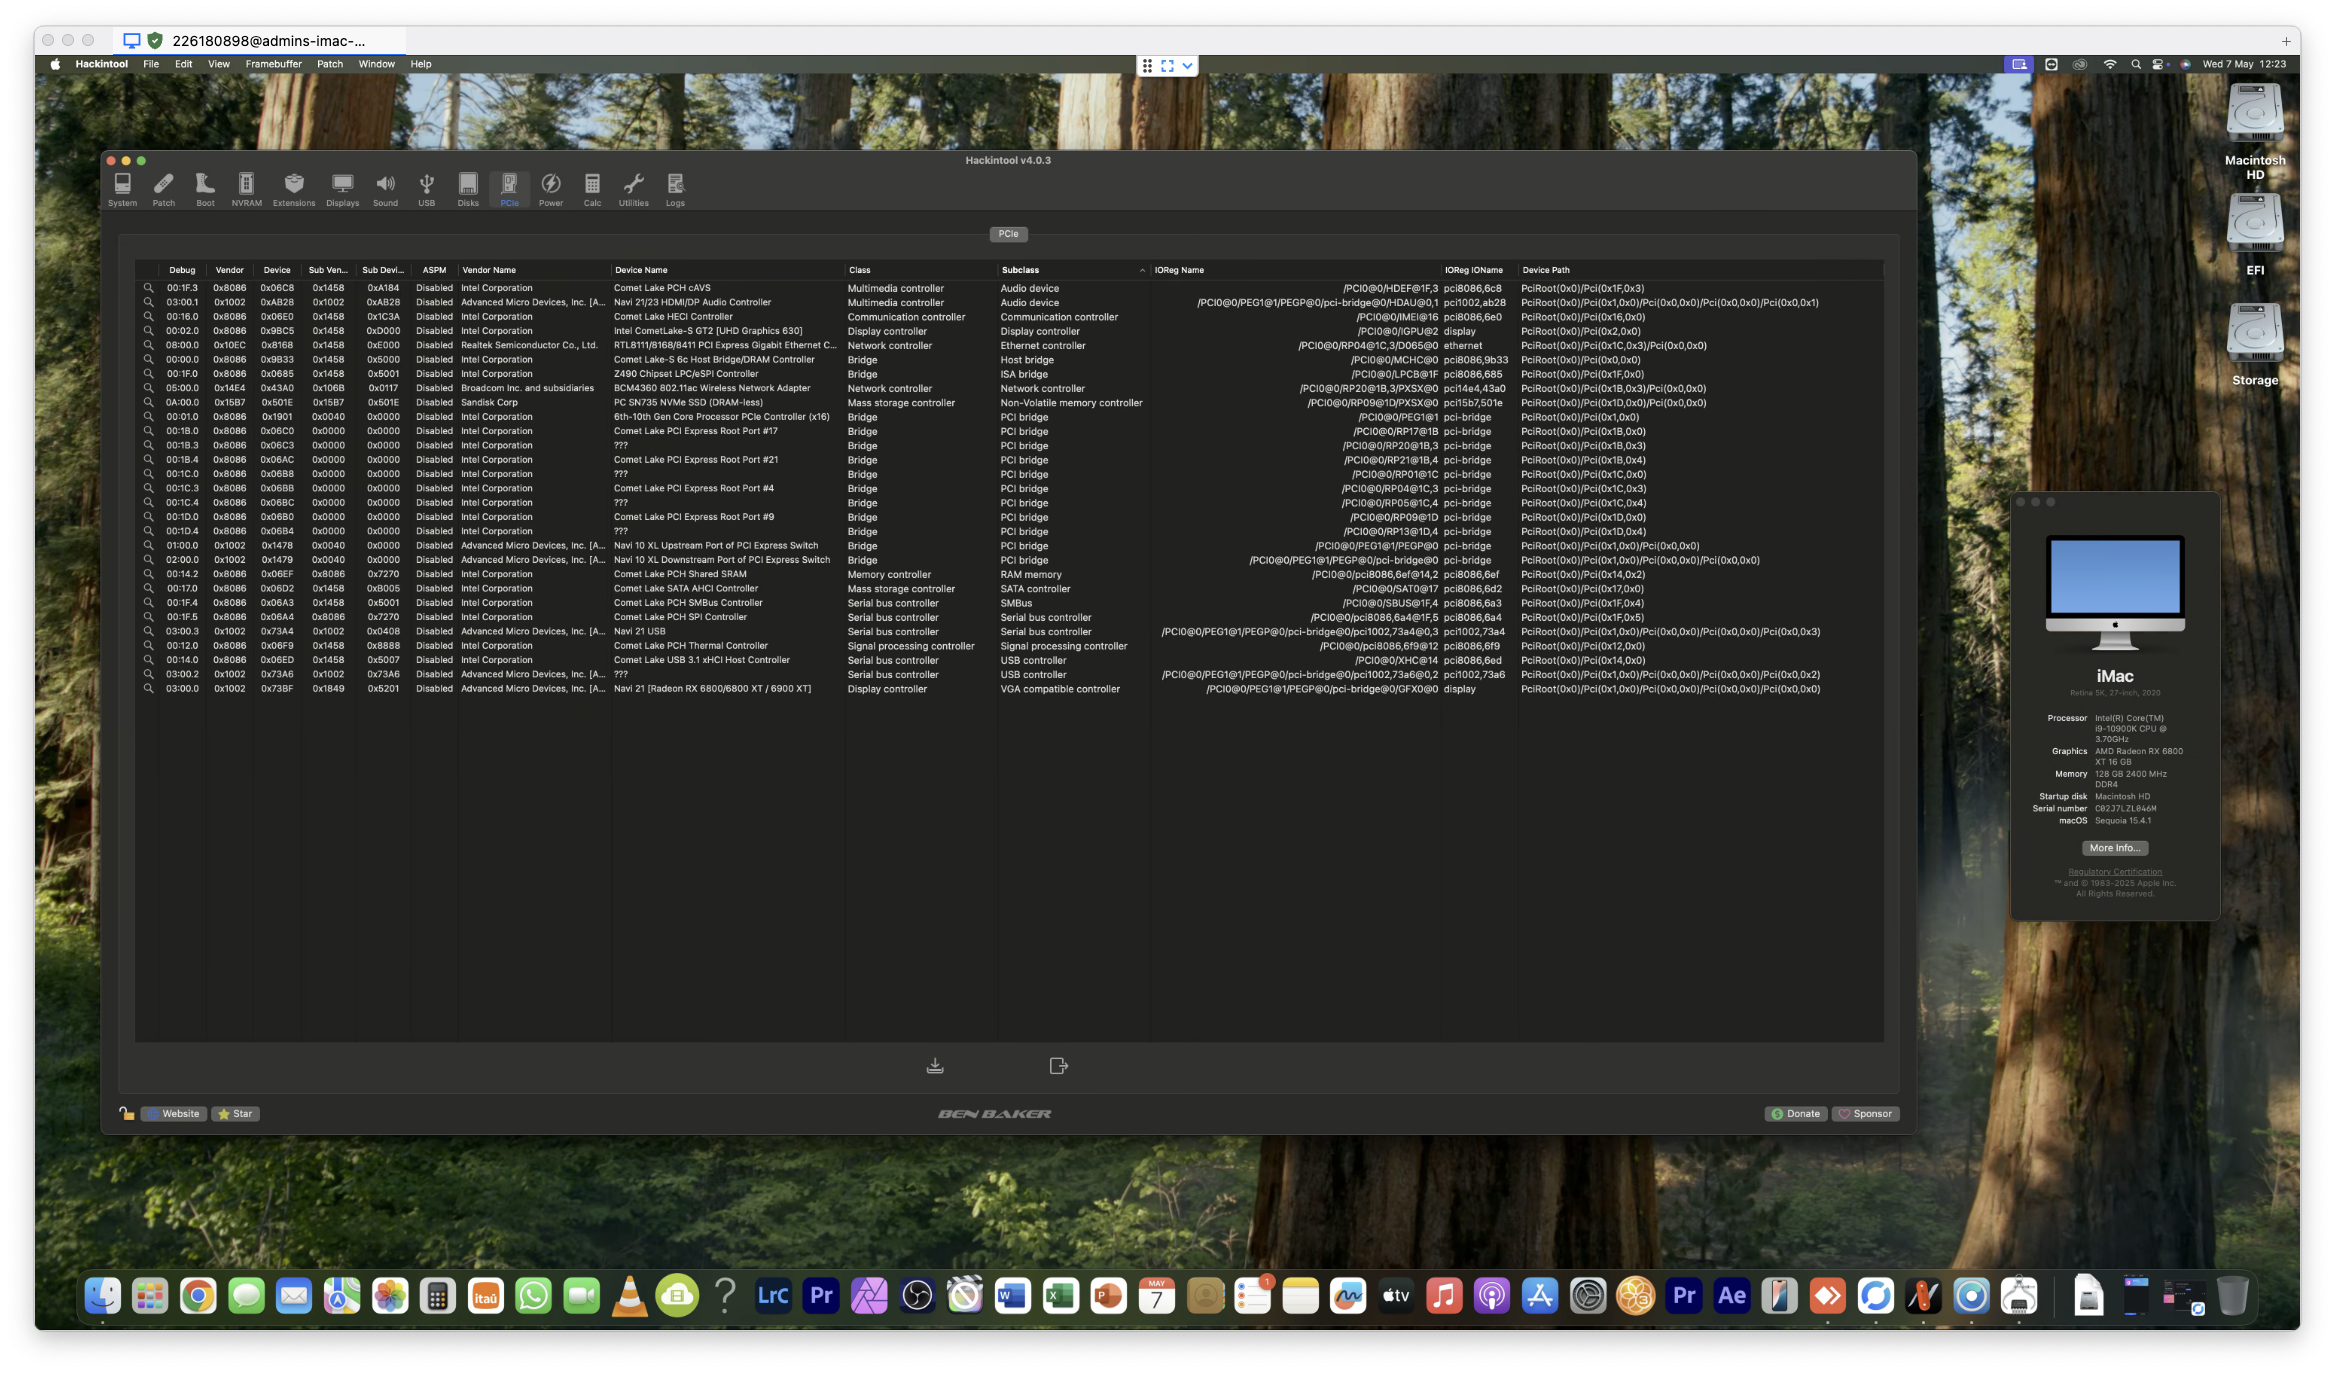 226180898@admins-imac-...
Hackintool File Edit View Framebuffer Patch Window Help
Wed 7 May 12:23
Macintosh HD
EFI
Storage
Hackintool v4.0.3
System Patch Boot NVRAM Extensions Displays Sound USB Disks PCIe Power Calc Utilities Logs
PCIe
Debug Vendor Device Sub Ven... Sub Devi... ASPM Vendor Name Device Name Class Subclass IOReg Name IOReg IOName Device Path
00:1F.3 0x8086 0x06C8 0x1458 0xA184 Disabled Intel Corporation Comet Lake PCH cAVS Multimedia controller Audio device /PCI0@0/HDEF@1F,3 pci8086,6c8 PciRoot(0x0)/Pci(0x1F,0x3)
03:00.1 0x1002 0xAB28 0x1002 0xAB28 Disabled Advanced Micro Devices, Inc. [A... Navi 21/23 HDMI/DP Audio Controller Multimedia controller Audio device /PCI0@0/PEG1@1/PEGP@0/pci-bridge@0/HDAU@0,1 pci1002,ab28 PciRoot(0x0)/Pci(0x1,0x0)/Pci(0x0,0x0)/Pci(0x0,0x0)/Pci(0x0,0x1)
00:16.0 0x8086 0x06E0 0x1458 0x1C3A Disabled Intel Corporation Comet Lake HECI Controller Communication controller Communication controller /PCI0@0/IMEI@16 pci8086,6e0 PciRoot(0x0)/Pci(0x16,0x0)
00:02.0 0x8086 0x9BC5 0x1458 0xD000 Disabled Intel Corporation Intel CometLake-S GT2 [UHD Graphics 630] Display controller Display controller /PCI0@0/IGPU@2 display PciRoot(0x0)/Pci(0x2,0x0)
08:00.0 0x10EC 0x8168 0x1458 0xE000 Disabled Realtek Semiconductor Co., Ltd. RTL8111/8168/8411 PCI Express Gigabit Ethernet C... Network controller Ethernet controller /PCI0@0/RP04@1C,3/D065@0 ethernet PciRoot(0x0)/Pci(0x1C,0x3)/Pci(0x0,0x0)
00:00.0 0x8086 0x9B33 0x1458 0x5000 Disabled Intel Corporation Comet Lake-S 6c Host Bridge/DRAM Controller Bridge Host bridge /PCI0@0/MCHC@0 pci8086,9b33 PciRoot(0x0)/Pci(0x0,0x0)
00:1F.0 0x8086 0x0685 0x1458 0x5001 Disabled Intel Corporation Z490 Chipset LPC/eSPI Controller Bridge ISA bridge /PCI0@0/LPCB@1F pci8086,685 PciRoot(0x0)/Pci(0x1F,0x0)
05:00.0 0x14E4 0x43A0 0x106B 0x0117 Disabled Broadcom Inc. and subsidiaries BCM4360 802.11ac Wireless Network Adapter Network controller Network controller /PCI0@0/RP20@1B,3/PXSX@0 pci14e4,43a0 PciRoot(0x0)/Pci(0x1B,0x3)/Pci(0x0,0x0)
0A:00.0 0x15B7 0x501E 0x15B7 0x501E Disabled Sandisk Corp PC SN735 NVMe SSD (DRAM-less) Mass storage controller Non-Volatile memory controller /PCI0@0/RP09@1D/PXSX@0 pci15b7,501e PciRoot(0x0)/Pci(0x1D,0x0)/Pci(0x0,0x0)
00:01.0 0x8086 0x1901 0x0040 0x0000 Disabled Intel Corporation 6th-10th Gen Core Processor PCIe Controller (x16) Bridge PCI bridge /PCI0@0/PEG1@1 pci-bridge PciRoot(0x0)/Pci(0x1,0x0)
00:1B.0 0x8086 0x06C0 0x0000 0x0000 Disabled Intel Corporation Comet Lake PCI Express Root Port #17 Bridge PCI bridge /PCI0@0/RP17@1B pci-bridge PciRoot(0x0)/Pci(0x1B,0x0)
00:1B.3 0x8086 0x06C3 0x0000 0x0000 Disabled Intel Corporation ??? Bridge PCI bridge /PCI0@0/RP20@1B,3 pci-bridge PciRoot(0x0)/Pci(0x1B,0x3)
00:1B.4 0x8086 0x06AC 0x0000 0x0000 Disabled Intel Corporation Comet Lake PCI Express Root Port #21 Bridge PCI bridge /PCI0@0/RP21@1B,4 pci-bridge PciRoot(0x0)/Pci(0x1B,0x4)
00:1C.0 0x8086 0x06B8 0x0000 0x0000 Disabled Intel Corporation ??? Bridge PCI bridge /PCI0@0/RP01@1C pci-bridge PciRoot(0x0)/Pci(0x1C,0x0)
00:1C.3 0x8086 0x06BB 0x0000 0x0000 Disabled Intel Corporation Comet Lake PCI Express Root Port #4 Bridge PCI bridge /PCI0@0/RP04@1C,3 pci-bridge PciRoot(0x0)/Pci(0x1C,0x3)
00:1C.4 0x8086 0x06BC 0x0000 0x0000 Disabled Intel Corporation ??? Bridge PCI bridge /PCI0@0/RP05@1C,4 pci-bridge PciRoot(0x0)/Pci(0x1C,0x4)
00:1D.0 0x8086 0x06B0 0x0000 0x0000 Disabled Intel Corporation Comet Lake PCI Express Root Port #9 Bridge PCI bridge /PCI0@0/RP09@1D pci-bridge PciRoot(0x0)/Pci(0x1D,0x0)
00:1D.4 0x8086 0x06B4 0x0000 0x0000 Disabled Intel Corporation ??? Bridge PCI bridge /PCI0@0/RP13@1D,4 pci-bridge PciRoot(0x0)/Pci(0x1D,0x4)
01:00.0 0x1002 0x1478 0x0040 0x0000 Disabled Advanced Micro Devices, Inc. [A... Navi 10 XL Upstream Port of PCI Express Switch Bridge PCI bridge /PCI0@0/PEG1@1/PEGP@0 pci-bridge PciRoot(0x0)/Pci(0x1,0x0)/Pci(0x0,0x0)
02:00.0 0x1002 0x1479 0x0040 0x0000 Disabled Advanced Micro Devices, Inc. [A... Navi 10 XL Downstream Port of PCI Express Switch Bridge PCI bridge /PCI0@0/PEG1@1/PEGP@0/pci-bridge@0 pci-bridge PciRoot(0x0)/Pci(0x1,0x0)/Pci(0x0,0x0)/Pci(0x0,0x0)
00:14.2 0x8086 0x06EF 0x8086 0x7270 Disabled Intel Corporation Comet Lake PCH Shared SRAM Memory controller RAM memory /PCI0@0/pci8086,6ef@14,2 pci8086,6ef PciRoot(0x0)/Pci(0x14,0x2)
00:17.0 0x8086 0x06D2 0x1458 0xB005 Disabled Intel Corporation Comet Lake SATA AHCI Controller Mass storage controller SATA controller /PCI0@0/SAT0@17 pci8086,6d2 PciRoot(0x0)/Pci(0x17,0x0)
00:1F.4 0x8086 0x06A3 0x1458 0x5001 Disabled Intel Corporation Comet Lake PCH SMBus Controller Serial bus controller SMBus /PCI0@0/SBUS@1F,4 pci8086,6a3 PciRoot(0x0)/Pci(0x1F,0x4)
00:1F.5 0x8086 0x06A4 0x8086 0x7270 Disabled Intel Corporation Comet Lake PCH SPI Controller Serial bus controller Serial bus controller /PCI0@0/pci8086,6a4@1F,5 pci8086,6a4 PciRoot(0x0)/Pci(0x1F,0x5)
03:00.3 0x1002 0x73A4 0x1002 0x0408 Disabled Advanced Micro Devices, Inc. [A... Navi 21 USB Serial bus controller Serial bus controller /PCI0@0/PEG1@1/PEGP@0/pci-bridge@0/pci1002,73a4@0,3 pci1002,73a4 PciRoot(0x0)/Pci(0x1,0x0)/Pci(0x0,0x0)/Pci(0x0,0x0)/Pci(0x0,0x3)
00:12.0 0x8086 0x06F9 0x1458 0x8888 Disabled Intel Corporation Comet Lake PCH Thermal Controller Signal processing controller Signal processing controller /PCI0@0/pci8086,6f9@12 pci8086,6f9 PciRoot(0x0)/Pci(0x12,0x0)
00:14.0 0x8086 0x06ED 0x1458 0x5007 Disabled Intel Corporation Comet Lake USB 3.1 xHCI Host Controller Serial bus controller USB controller /PCI0@0/XHC@14 pci8086,6ed PciRoot(0x0)/Pci(0x14,0x0)
03:00.2 0x1002 0x73A6 0x1002 0x73A6 Disabled Advanced Micro Devices, Inc. [A... ??? Serial bus controller USB controller /PCI0@0/PEG1@1/PEGP@0/pci-bridge@0/pci1002,73a6@0,2 pci1002,73a6 PciRoot(0x0)/Pci(0x1,0x0)/Pci(0x0,0x0)/Pci(0x0,0x0)/Pci(0x0,0x2)
03:00.0 0x1002 0x73BF 0x1849 0x5201 Disabled Advanced Micro Devices, Inc. [A... Navi 21 [Radeon RX 6800/6800 XT / 6900 XT] Display controller VGA compatible controller /PCI0@0/PEG1@1/PEGP@0/pci-bridge@0/GFX0@0 display PciRoot(0x0)/Pci(0x1,0x0)/Pci(0x0,0x0)/Pci(0x0,0x0)/Pci(0x0,0x0)
Website Star BEN BAKER Donate Sponsor
iMac
Retina 5K, 27-inch, 2020
Processor Intel(R) Core(TM)
i9-10900K CPU @
3.70GHz
Graphics AMD Radeon RX 6800
XT 16 GB
Memory 128 GB 2400 MHz
DDR4
Startup disk Macintosh HD
Serial number C02J7LZL046M
macOS Sequoia 15.4.1
More Info...
Regulatory Certification
™ and © 1983-2025 Apple Inc.
All Rights Reserved.
itaú ? LrC Pr W X P MAY 7 1 tv 3 Pr Ae